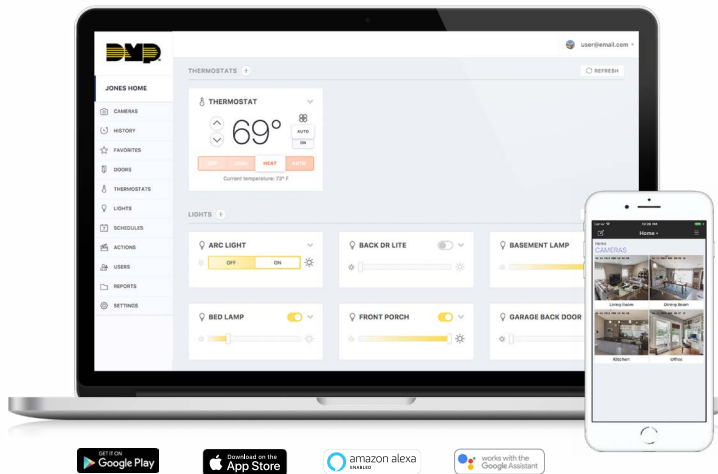 DMP
user@email.com
THERMOSTATS +
REFRESH
JONES HOME
CAMERAS
HISTORY
FAVORITES
DOORS
THERMOSTATS
LIGHTS
SCHEDULES
ACTIONS
USERS
REPORTS
SETTINGS
THERMOSTAT
69°
AUTO
ON
OFF COOL HEAT AUTO
Current temperature: 73° F
LIGHTS +
ARC LIGHT
OFF ON
BACK DR LITE
BASEMENT LAMP
BED LAMP
FRONT PORCH
GARAGE BACK DOOR
Home
Home
CAMERAS
Living Room
Dining Room
Kitchen
Office
GET IT ON
Google Play
Download on the
App Store
amazon alexa
ENABLED
works with the
Google Assistant